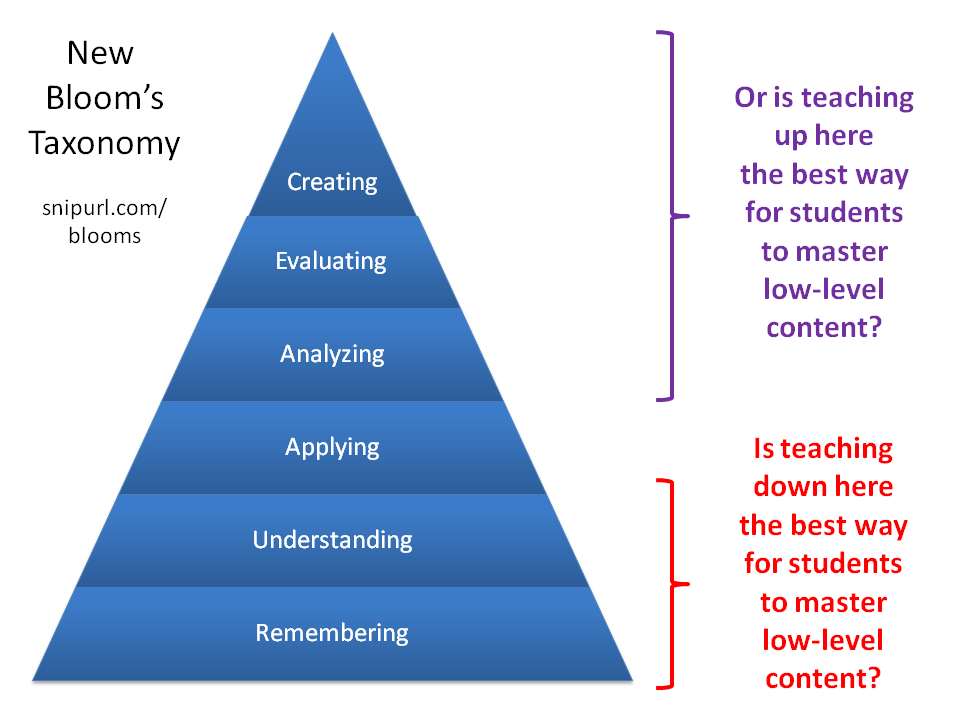 New
Bloom’s
Taxonomy
snipurl.com/
blooms
Creating
Evaluating
Analyzing
Applying
Understanding
Remembering
Or is teaching
up here
the best way
for students
to master
low-level
content?
Is teaching
down here
the best way
for students
to master
low-level
content?